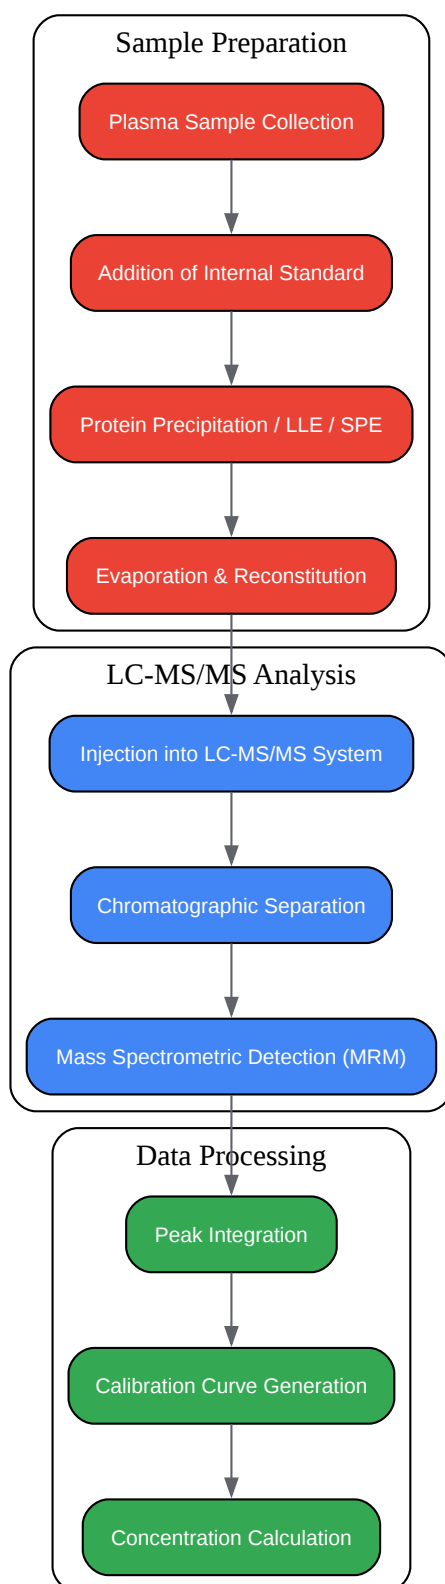 Sample Preparation
Plasma Sample Collection
Addition of Internal Standard
Protein Precipitation / LLE / SPE
Evaporation & Reconstitution
LC-MS/MS Analysis
Injection into LC-MS/MS System
Chromatographic Separation
Mass Spectrometric Detection (MRM)
Data Processing
Peak Integration
Calibration Curve Generation
Concentration Calculation